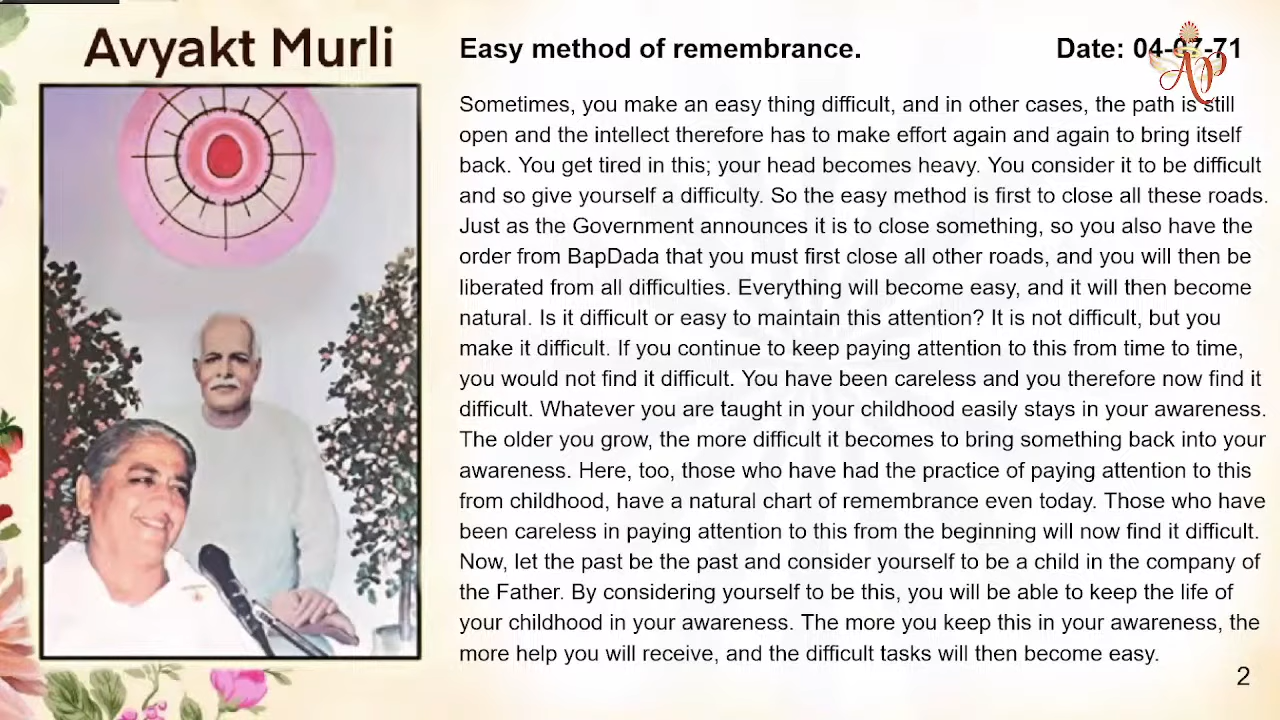 Avyakt Murli
Easy method of remembrance.
Date: 04-07-71
Sometimes, you make an easy thing difficult, and in other cases, the path is still
open and the intellect therefore has to make effort again and again to bring itself
back. You get tired in this; your head becomes heavy. You consider it to be difficult
and so give yourself a difficulty. So the easy method is first to close all these roads.
Just as the Government announces it is to close something, so you also have the
order from BapDada that you must first close all other roads, and you will then be
liberated from all difficulties. Everything will become easy, and it will then become
natural. Is it difficult or easy to maintain this attention? It is not difficult, but you
make it difficult. If you continue to keep paying attention to this from time to time,
you would not find it difficult. You have been careless and you therefore now find it
difficult. Whatever you are taught in your childhood easily stays in your awareness.
The older you grow, the more difficult it becomes to bring something back into your
awareness. Here, too, those who have had the practice of paying attention to this
from childhood, have a natural chart of remembrance even today. Those who have
been careless in paying attention to this from the beginning will now find it difficult.
Now, let the past be the past and consider yourself to be a child in the company of
the Father. By considering yourself to be this, you will be able to keep the life of
your childhood in your awareness. The more you keep this in your awareness, the
more help you will receive, and the difficult tasks will then become easy.
2